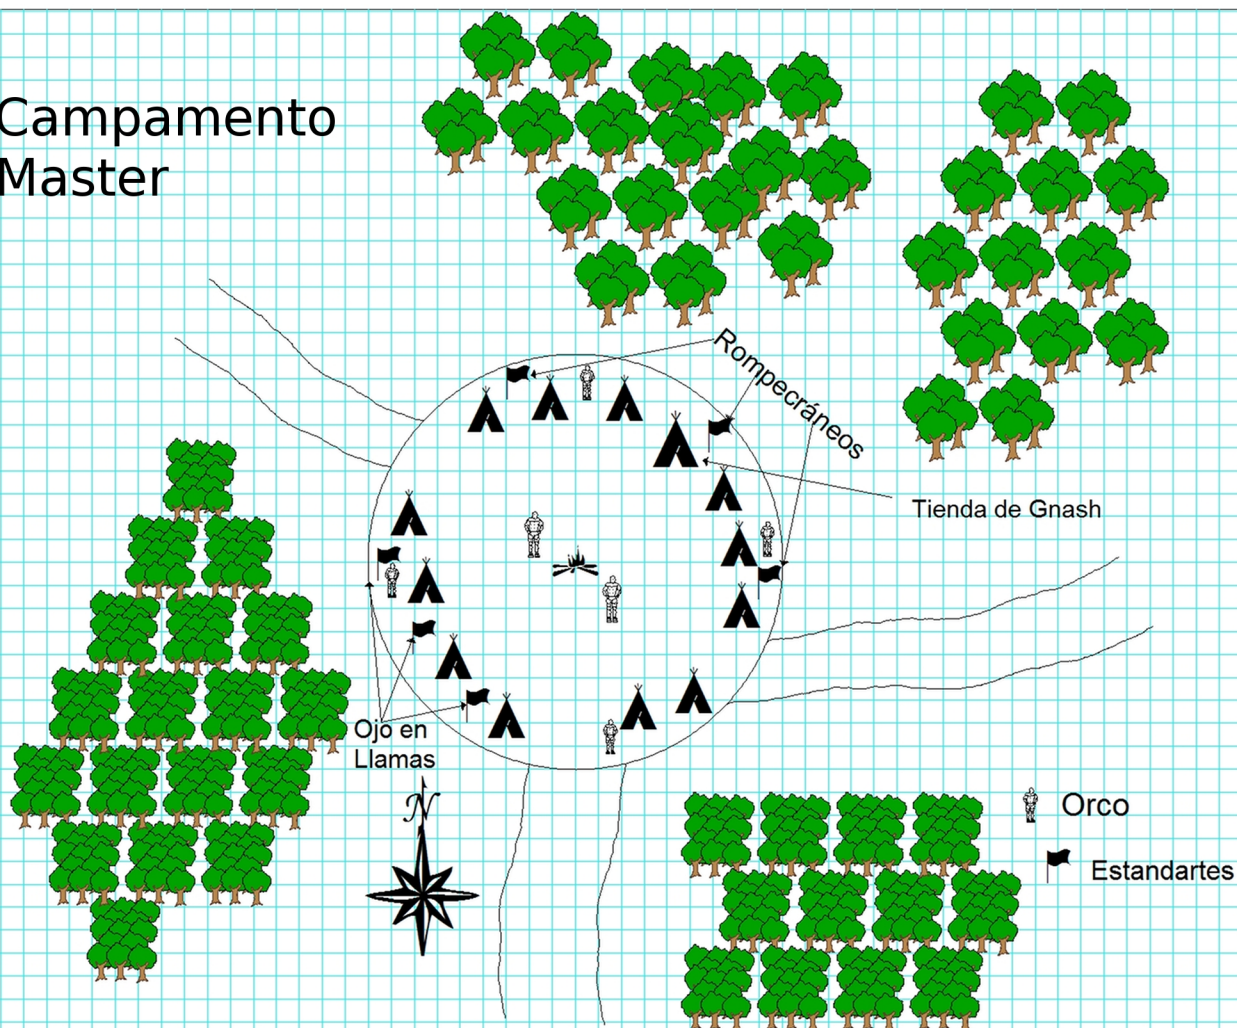 Campamento
Master
Rompecráneos
Tienda de Gnash
Ojo en
Llamas
N
Orco
Estandartes